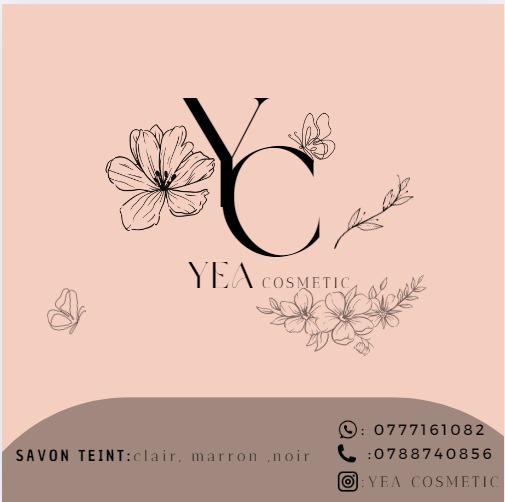 YC
YEA COSMETIC
: 0777161082
SAVON TEINT:clair, marron ,noir
:0788740856
:YEA COSMETIC